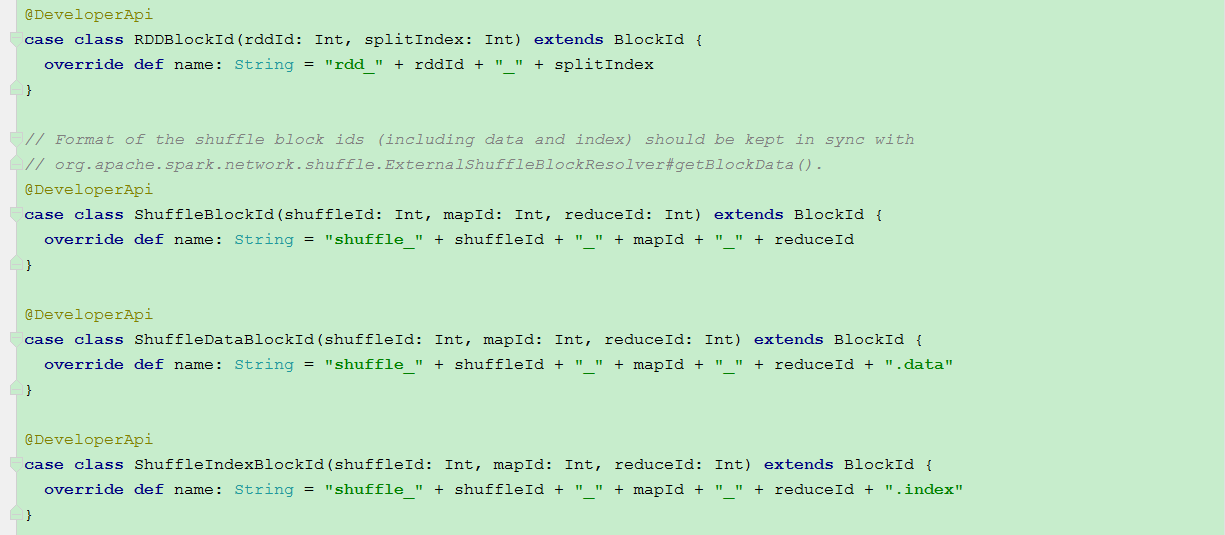 @DeveloperApi
case class RDDBlockId(rddId: Int, splitIndex: Int) extends BlockId {
  override def name: String = "rdd_" + rddId + "_" + splitIndex
}

// Format of the shuffle block ids (including data and index) should be kept in sync with
// org.apache.spark.network.shuffle.ExternalShuffleBlockResolver#getBlockData().
@DeveloperApi
case class ShuffleBlockId(shuffleId: Int, mapId: Int, reduceId: Int) extends BlockId {
  override def name: String = "shuffle_" + shuffleId + "_" + mapId + "_" + reduceId
}

@DeveloperApi
case class ShuffleDataBlockId(shuffleId: Int, mapId: Int, reduceId: Int) extends BlockId {
  override def name: String = "shuffle_" + shuffleId + "_" + mapId + "_" + reduceId + ".data"
}

@DeveloperApi
case class ShuffleIndexBlockId(shuffleId: Int, mapId: Int, reduceId: Int) extends BlockId {
  override def name: String = "shuffle_" + shuffleId + "_" + mapId + "_" + reduceId + ".index"
}